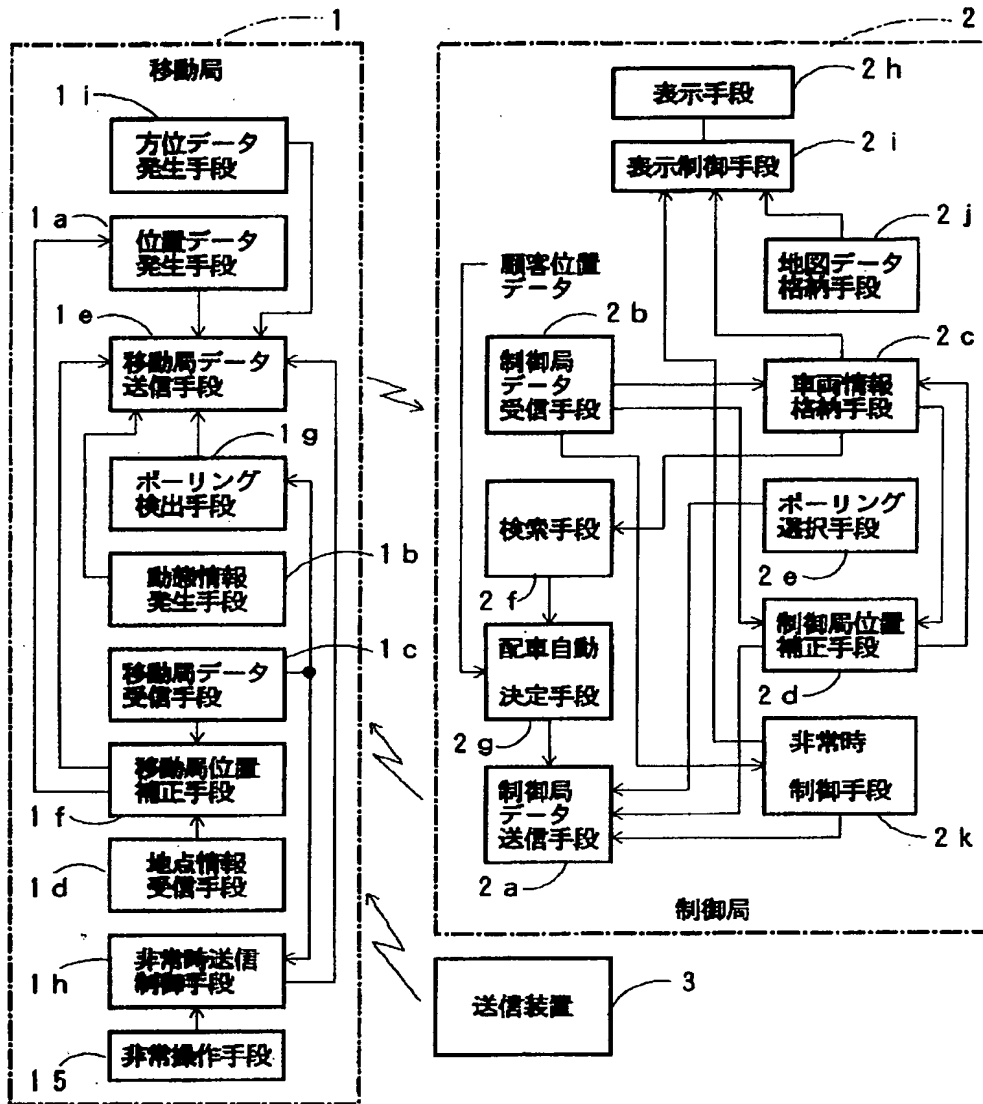 1
移動局
1 i
方位データ
発生手段
1 a
位置データ
発生手段
1 e
移動局データ
送信手段
1 g
ポーリング
検出手段
動態情報
発生手段
1 b
移動局データ
受信手段
1 c
移動局位置
補正手段
1 f
地点情報
受信手段
1 d
非常時送信
制御手段
1 h
非常操作手段
1 5
2
表示手段
2 h
表示制御手段
2 i
2 j
地図データ
格納手段
顧客位置
データ
2 b
制御局
データ
受信手段
2 c
車両情報
格納手段
検索手段
2 f
ポーリング
選択手段
2 e
配車自動
決定手段
2 g
制御局位置
補正手段
2 d
制御局
データ
送信手段
2 a
非常時
制御手段
2 k
制御局
送信装置
3